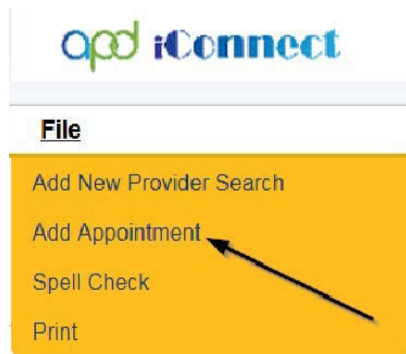 apd iConnect
File
Add New Provider Search
Add Appointment
Spell Check
Print